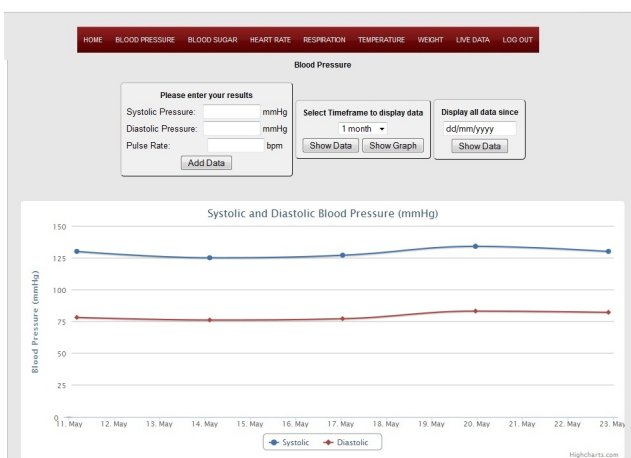 HOME BLOOD PRESSURE BLOOD SUGAR HEART RATE RESPIRATION TEMPERATURE WEIGHT LIVE DATA LOG OUT
Blood Pressure
Please enter your results
Systolic Pressure: mmHg
Diastolic Pressure: mmHg
Pulse Rate: bpm
Add Data
Select Timeframe to display data
1 month
Show Data Show Graph
Display all data since
dd/mm/yyyy
Show Data
Systolic and Diastolic Blood Pressure (mmHg)
Blood Pressure (mmHg)
150
125
100
75
50
25
0
11. May 12. May 13. May 14. May 15. May 16. May 17. May 18. May 19. May 20. May 21. May 22. May 23. May
Systolic Diastolic
Highcharts.com